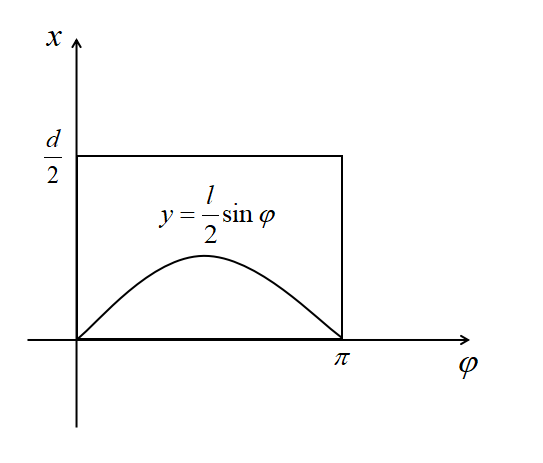 x
d/2
y = l/2 sin φ
π
φ